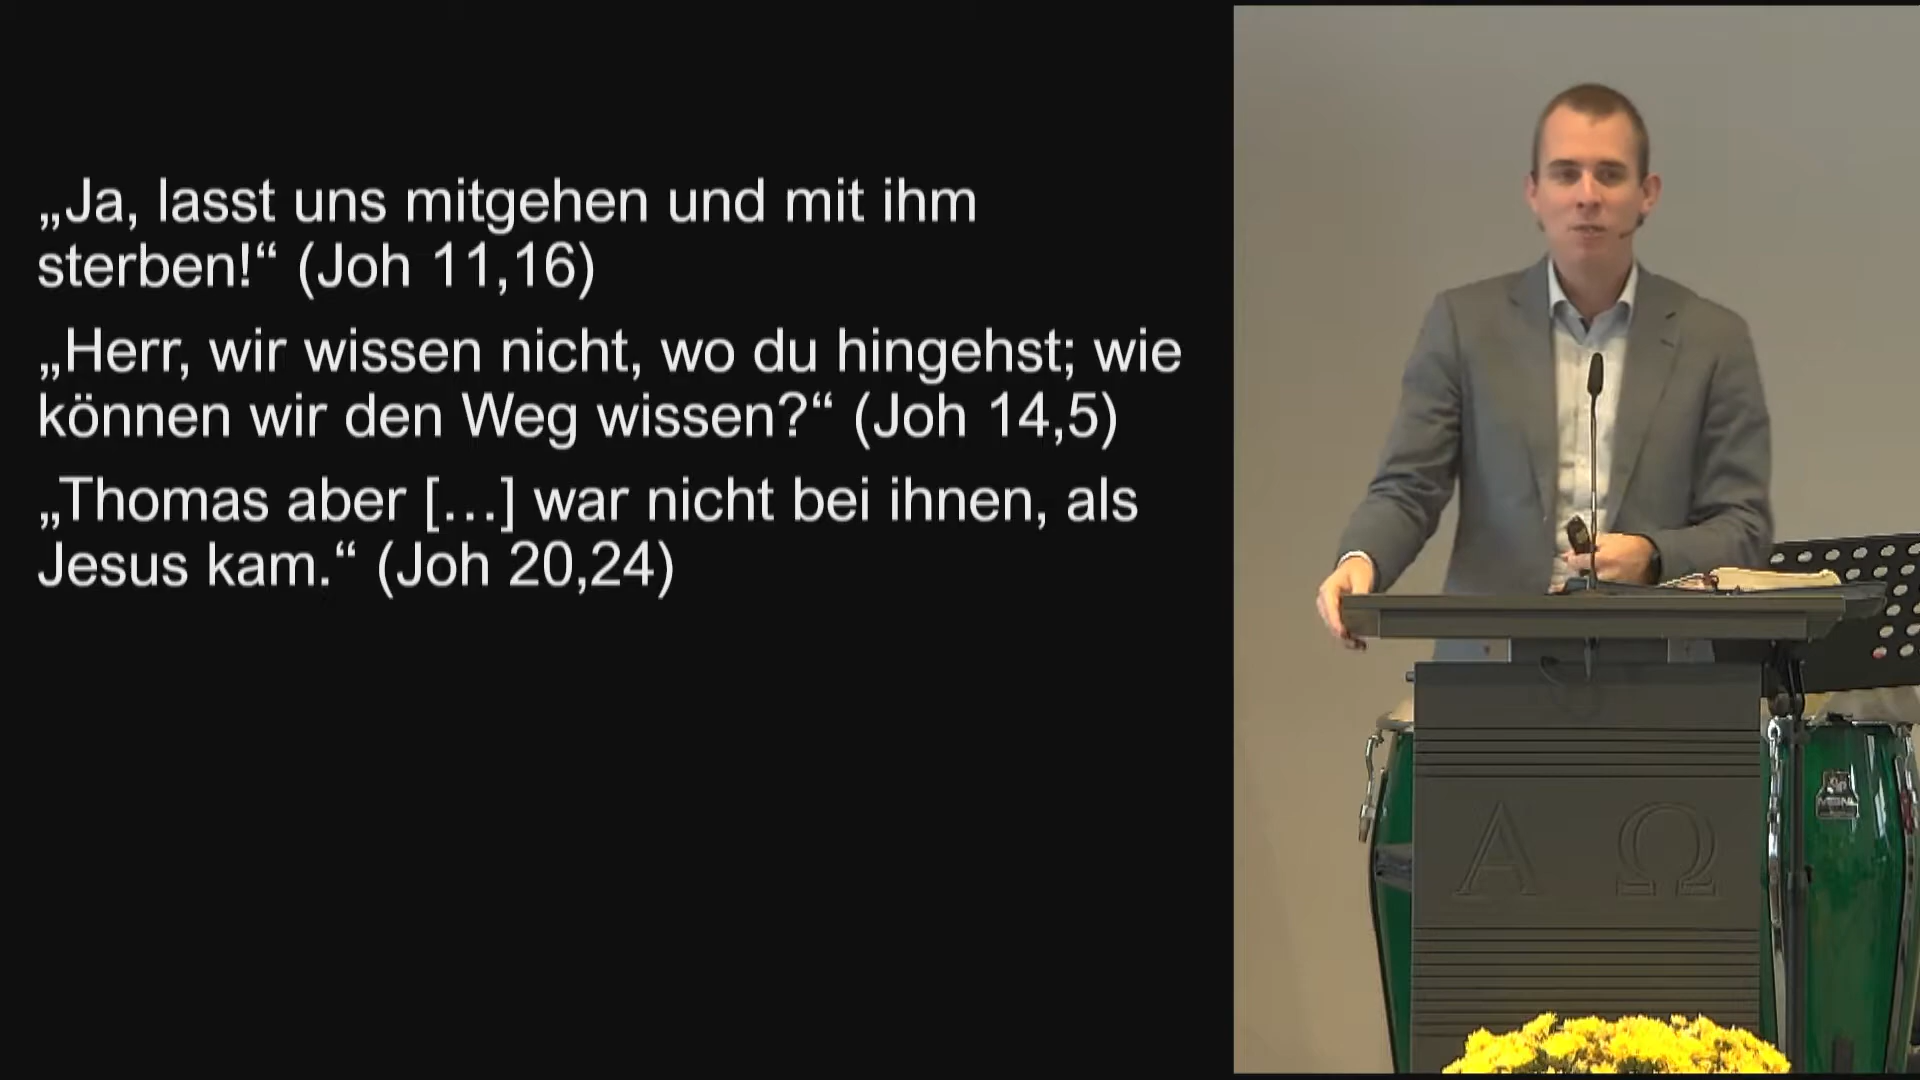 „Ja, lasst uns mitgehen und mit ihm
sterben!“ (Joh 11,16)
„Herr, wir wissen nicht, wo du hingehst; wie
können wir den Weg wissen?“ (Joh 14,5)
„Thomas aber […] war nicht bei ihnen, als
Jesus kam.“ (Joh 20,24)
Α Ω
MEINL